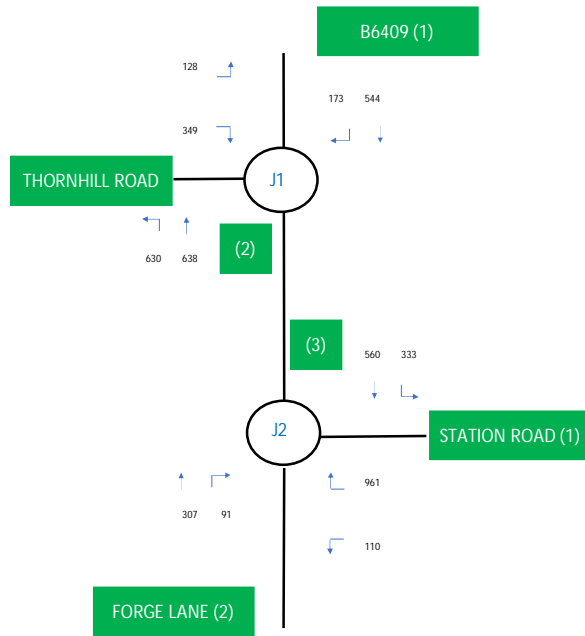 B6409 (1)
128
173 544
349
THORNHILL ROAD
J1
630 638
(2)
(3)
560 333
J2
STATION ROAD (1)
961
307 91
110
FORGE LANE (2)